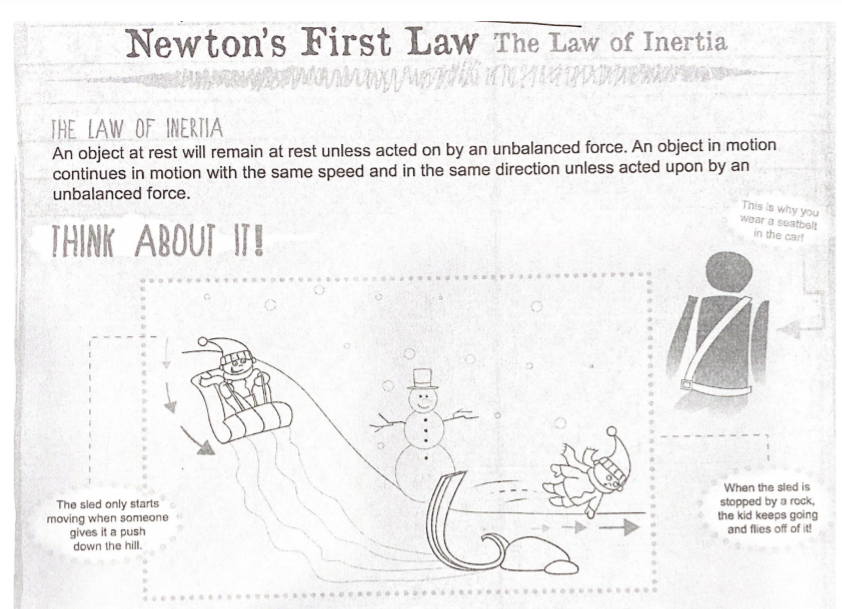 Newton's First Law The Law of Inertia
THE LAW OF INERTIA
An object at rest will remain at rest unless acted on by an unbalanced force. An object in motion
continues in motion with the same speed and in the same direction unless acted upon by an
unbalanced force.
This is why you
wear a seatbelt
in the car!
THINK ABOUT IT!
The sled only starts
moving when someone
gives it a push
down the hill.
When the sled is
stopped by a rock,
the kid keeps going
and flies off of it!